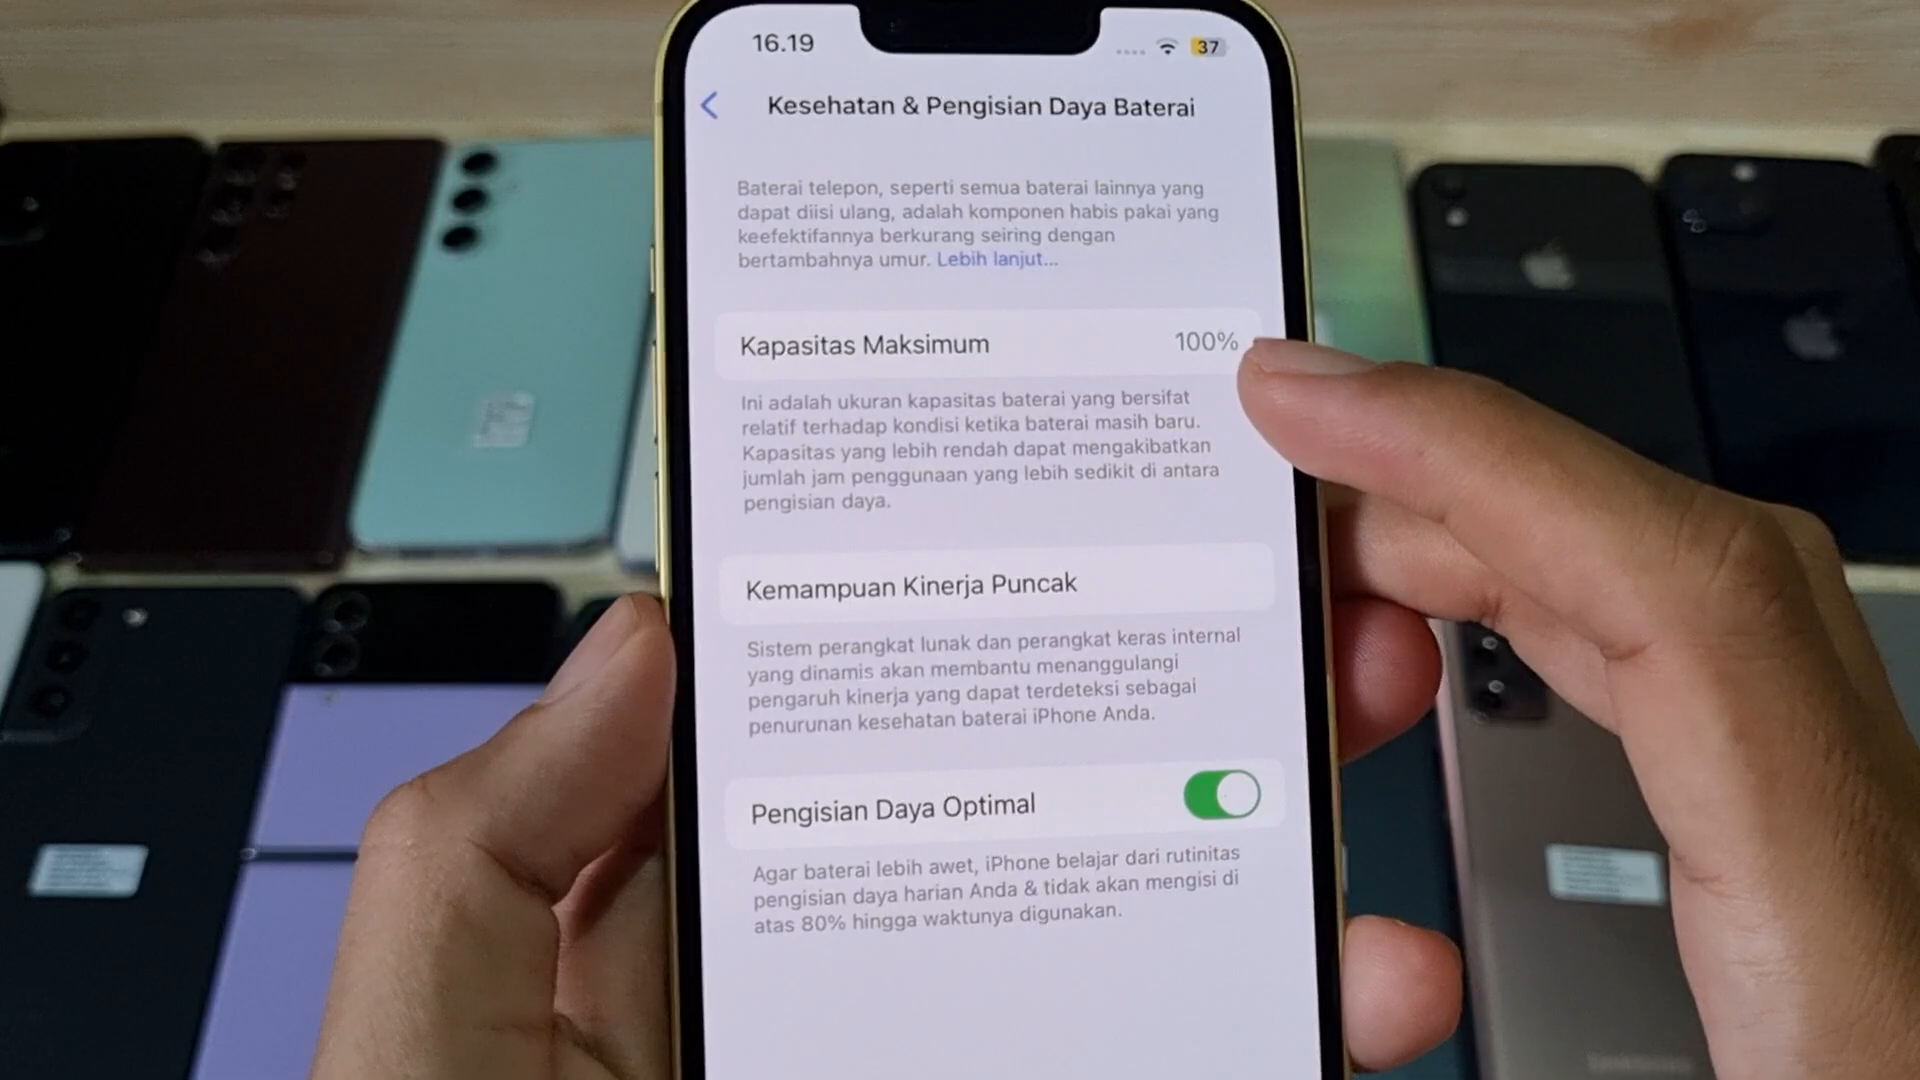 16.19
37
Kesehatan & Pengisian Daya Baterai
Baterai telepon, seperti semua baterai lainnya yang
dapat diisi ulang, adalah komponen habis pakai yang
keefektifannya berkurang seiring dengan
bertambahnya umur. Lebih lanjut...
Kapasitas Maksimum 100%
Ini adalah ukuran kapasitas baterai yang bersifat
relatif terhadap kondisi ketika baterai masih baru.
Kapasitas yang lebih rendah dapat mengakibatkan
jumlah jam penggunaan yang lebih sedikit di antara
pengisian daya.
Kemampuan Kinerja Puncak
Sistem perangkat lunak dan perangkat keras internal
yang dinamis akan membantu menanggulangi
pengaruh kinerja yang dapat terdeteksi sebagai
penurunan kesehatan baterai iPhone Anda.
Pengisian Daya Optimal
Agar baterai lebih awet, iPhone belajar dari rutinitas
pengisian daya harian Anda & tidak akan mengisi di
atas 80% hingga waktunya digunakan.